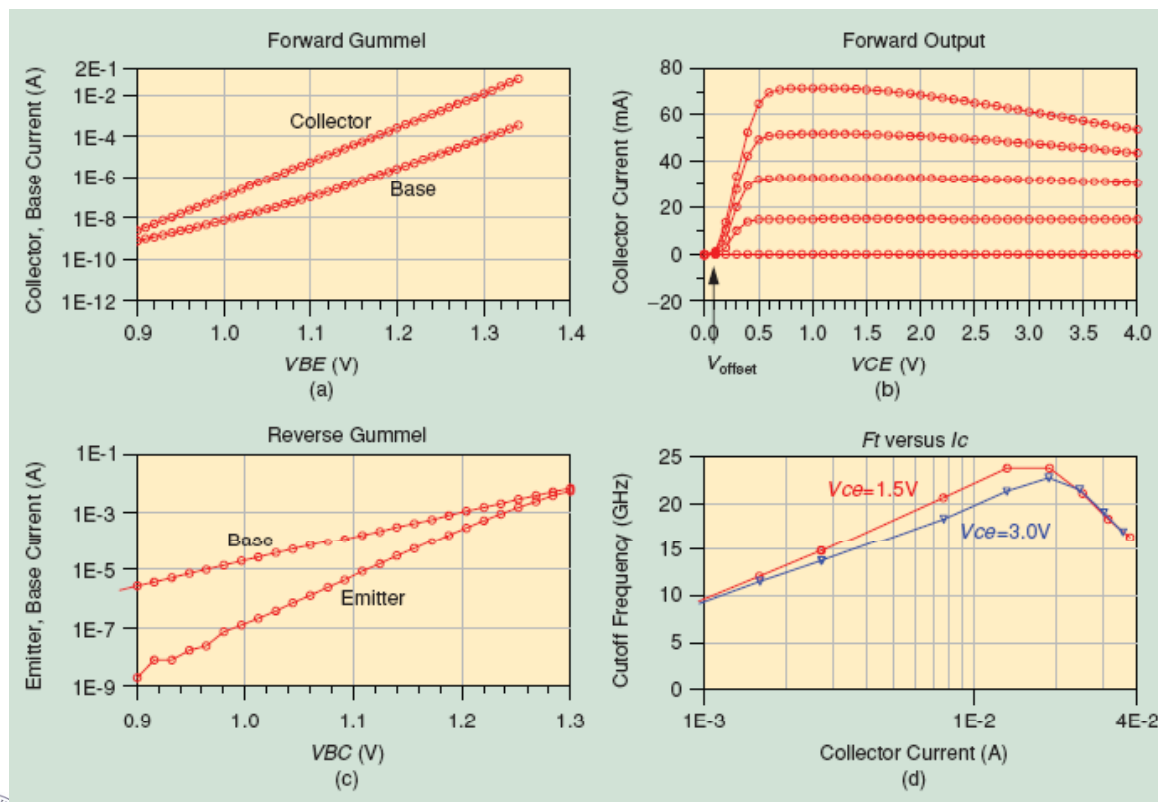 Forward Gummel
Collector, Base Current (A)
2E-1
1E-2
1E-4
1E-6
1E-8
1E-10
1E-12
Collector
Base
0.9 1.0 1.1 1.2 1.3 1.4
VBE (V)
(a)
Forward Output
Collector Current (mA)
80
60
40
20
0
−20
0.0 0.5 1.0 1.5 2.0 2.5 3.0 3.5 4.0
Voffset
VCE (V)
(b)
Reverse Gummel
Emitter, Base Current (A)
1E-1
1E-3
1E-5
1E-7
1E-9
Base
Emitter
0.9 1.0 1.1 1.2 1.3
VBC (V)
(c)
Ft versus Ic
Cutoff Frequency (GHz)
25
20
15
10
5
0
Vce=1.5V
Vce=3.0V
1E-3 1E-2 4E-2
Collector Current (A)
(d)